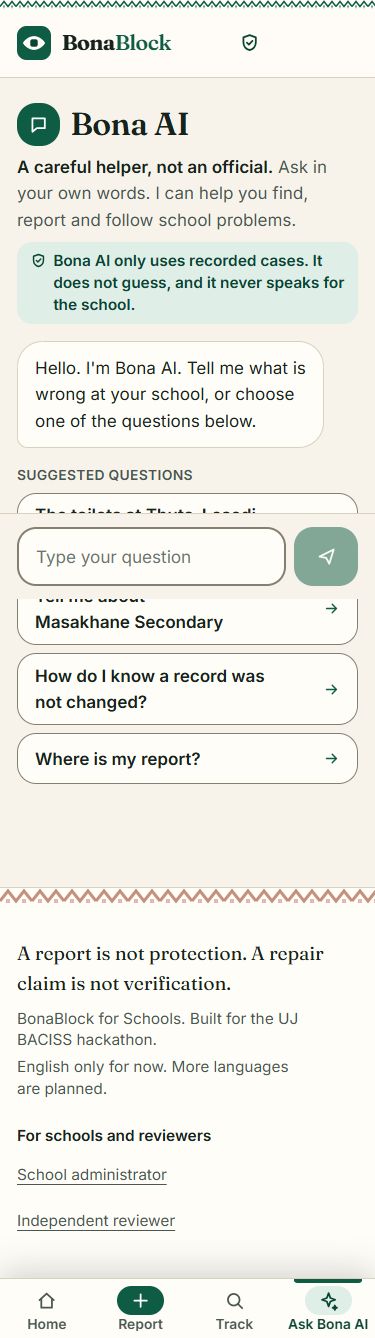 BonaBlock
Bona AI
A careful helper, not an official. Ask in
your own words. I can help you find,
report and follow school problems.
Bona AI only uses recorded cases. It
does not guess, and it never speaks for
the school.
Hello. I'm Bona AI. Tell me what is
wrong at your school, or choose
one of the questions below.
SUGGESTED QUESTIONS
Type your question
Tell me about
Masakhane Secondary
How do I know a record was
not changed?
Where is my report?
A report is not protection. A repair
claim is not verification.
BonaBlock for Schools. Built for the UJ
BACISS hackathon.
English only for now. More languages
are planned.
For schools and reviewers
School administrator
Independent reviewer
Home
Report
Track
Ask Bona AI